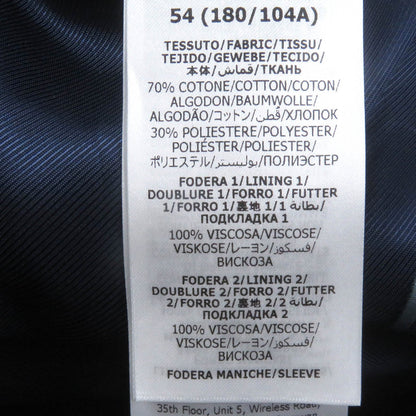 54 (180/104A)
TESSUTO/FABRIC/TISSU/
TEJIDO/GEWEBE/TECIDO/
本体/قماش/ТКАНЬ
70% COTONE/COTTON/COTON/
ALGODON/BAUMWOLLE/
ALGODÃO/コットン/قطن/ХЛОПОК
30% POLIESTERE/POLYESTER/
POLIÉSTER/POLIESTER/
ポリエステル/بوليستر/ПОЛИЭСТЕР
FODERA 1/LINING 1/
DOUBLURE 1/FORRO 1/FUTTER
1/FORRO 1/裏地 1/1 بطانة/
ПОДКЛАДКА 1
100% VISCOSA/VISCOSE/
VISKOSE/レーヨン/فسكوز/
ВИСКОЗА
FODERA 2/LINING 2/
DOUBLURE 2/FORRO 2/FUTTER
2/FORRO 2/裏地 2/2 بطانة/
ПОДКЛАДКА 2
100% VISCOSA/VISCOSE/
VISKOSE/レーヨン/فسكوز/
ВИСКОЗА
FODERA MANICHE/SLEEVE
35th Floor, Unit 5, Wireless Road,